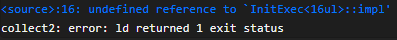 <source>:16: undefined reference to `InitExec<16ul>::impl'
collect2: error: ld returned 1 exit status